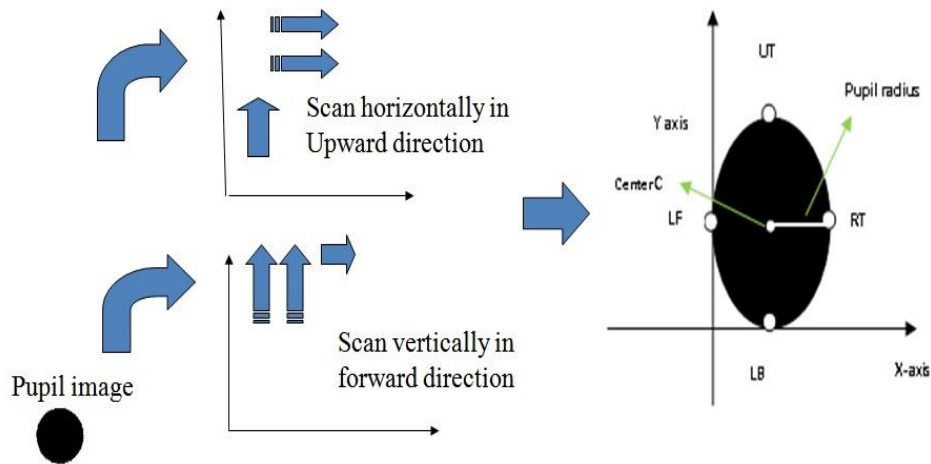 Scan horizontally in
Upward direction
Scan vertically in
forward direction
Pupil image
UT
Pupil radius
Y axis
Center C
LF
RT
LB
X-axis